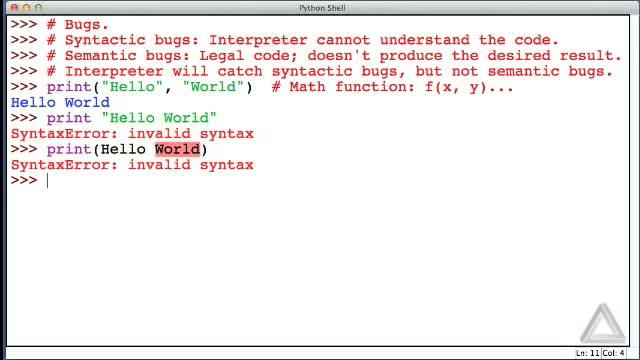 Python Shell
>>> # Bugs.
>>> # Syntactic bugs: Interpreter cannot understand the code.
>>> # Semantic bugs: Legal code; doesn't produce the desired result.
>>> # Interpreter will catch syntactic bugs, but not semantic bugs.
>>> print("Hello", "World")  # Math function: f(x, y)...
Hello World
>>> print "Hello World"
SyntaxError: invalid syntax
>>> print(Hello World)
SyntaxError: invalid syntax
>>>
Ln: 11 Col: 4